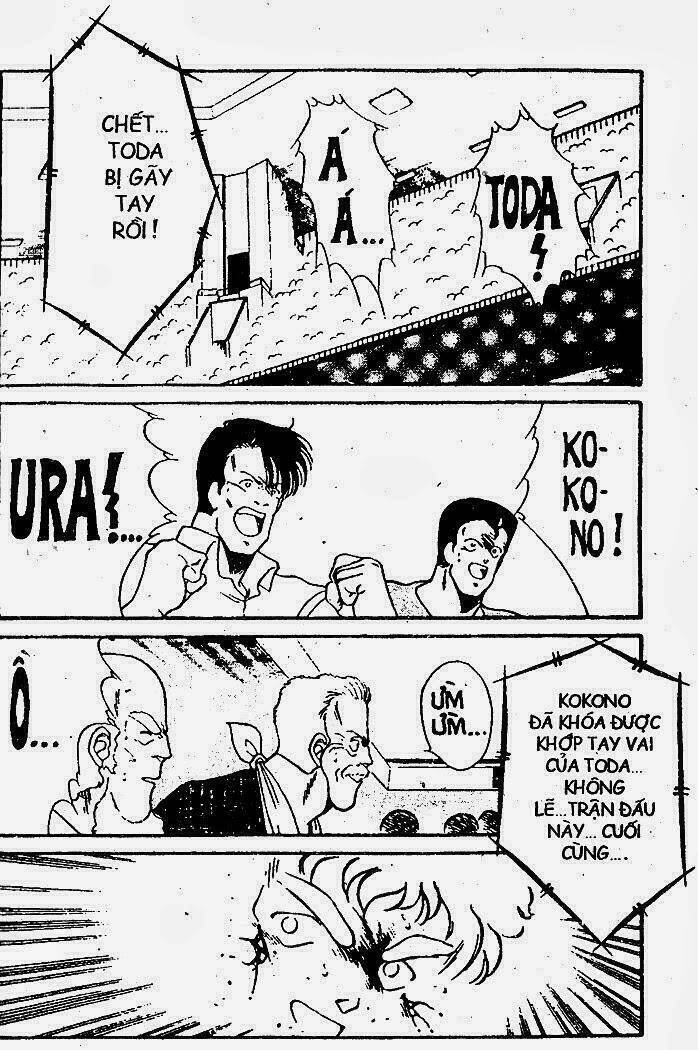 CHẾT...
TODA
BỊ GÃY
TAY
RỒI!
Á
Á...
TODA!
URA!...
KO-
KO-
NO!
Ồ...
ƯM
ƯM...
KOKONO
ĐÃ KHÓA ĐƯỢC
KHỚP TAY VAI
CỦA TODA...
KHÔNG
LẼ...TRẬN ĐẤU
NÀY... CUỐI
CÙNG....